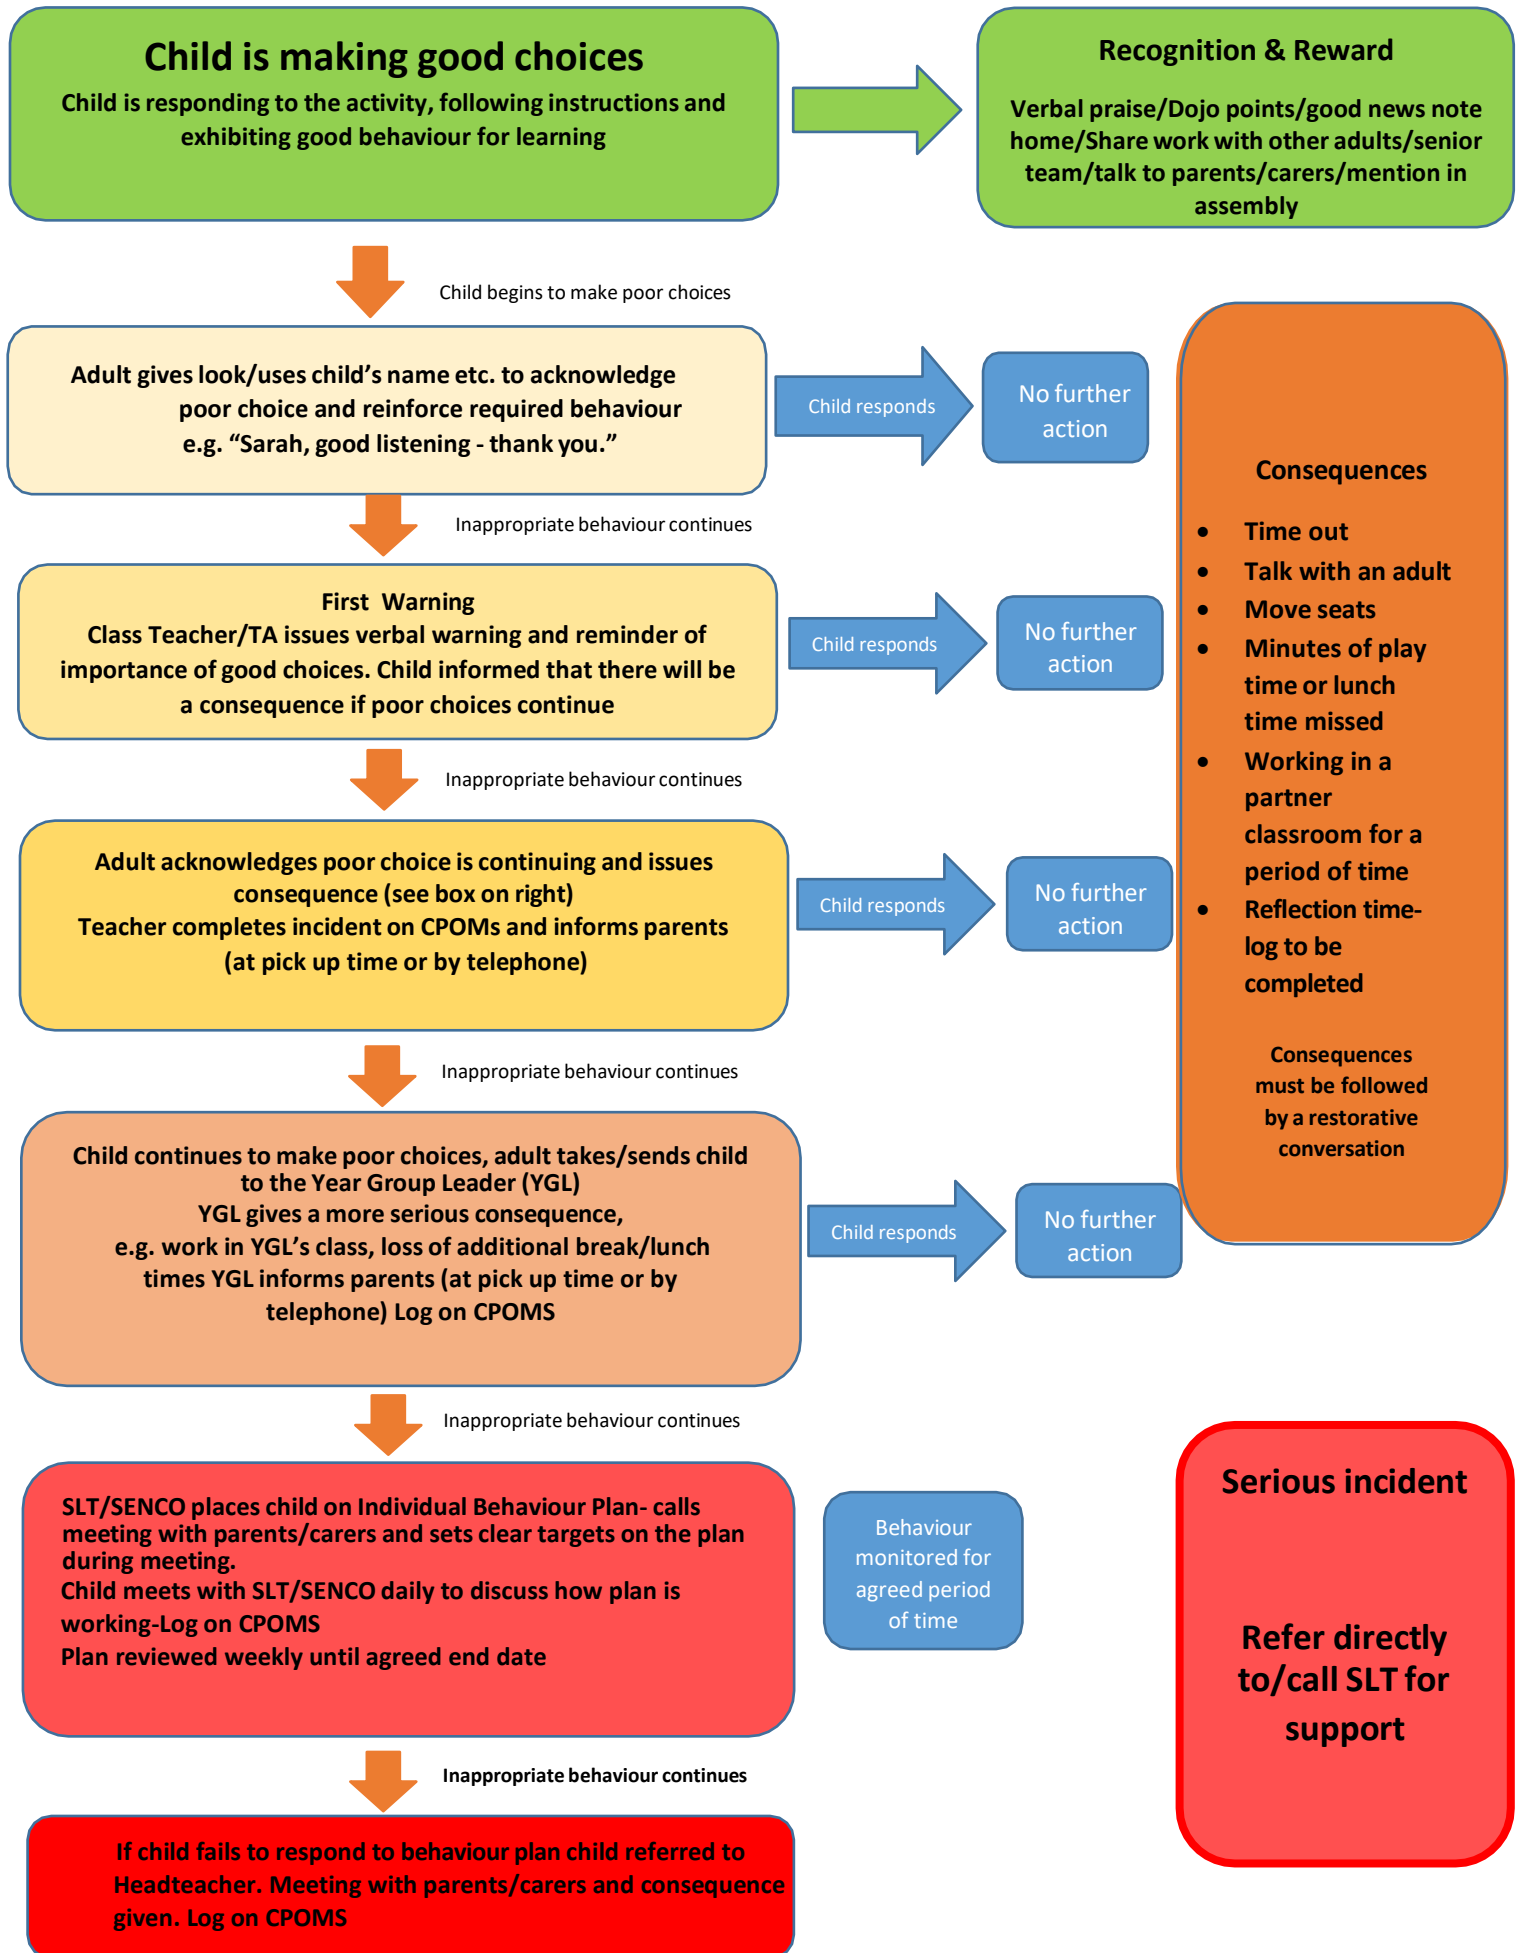 Child is making good choices
Child is responding to the activity, following instructions and
exhibiting good behaviour for learning
Recognition & Reward
Verbal praise/Dojo points/good news note
home/Share work with other adults/senior
team/talk to parents/carers/mention in
assembly
Child begins to make poor choices
Adult gives look/uses child’s name etc. to acknowledge
poor choice and reinforce required behaviour
e.g. “Sarah, good listening - thank you.”
Child responds
No further
action
Inappropriate behaviour continues
First Warning
Class Teacher/TA issues verbal warning and reminder of
importance of good choices. Child informed that there will be
a consequence if poor choices continue
Child responds
No further
action
Inappropriate behaviour continues
Adult acknowledges poor choice is continuing and issues
consequence (see box on right)
Teacher completes incident on CPOMs and informs parents
(at pick up time or by telephone)
Child responds
No further
action
Inappropriate behaviour continues
Child continues to make poor choices, adult takes/sends child
to the Year Group Leader (YGL)
YGL gives a more serious consequence,
e.g. work in YGL’s class, loss of additional break/lunch
times YGL informs parents (at pick up time or by
telephone) Log on CPOMS
Child responds
No further
action
Consequences
• Time out
• Talk with an adult
• Move seats
• Minutes of play
time or lunch
time missed
• Working in a
partner
classroom for a
period of time
• Reflection time-
log to be
completed
Consequences
must be followed
by a restorative
conversation
Inappropriate behaviour continues
SLT/SENCO places child on Individual Behaviour Plan- calls
meeting with parents/carers and sets clear targets on the plan
during meeting.
Child meets with SLT/SENCO daily to discuss how plan is
working-Log on CPOMS
Plan reviewed weekly until agreed end date
Behaviour
monitored for
agreed period
of time
Serious incident
Refer directly
to/call SLT for
support
Inappropriate behaviour continues
If child fails to respond to behaviour plan child referred to
Headteacher. Meeting with parents/carers and consequence
given. Log on CPOMS